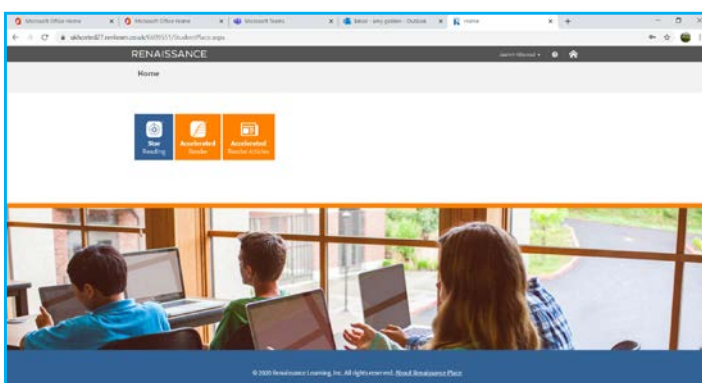 Microsoft Office Home
Microsoft Office Home
Microsoft Teams
Home
RENAISSANCE
Home
Star
Reading
Accelerated
Reader
Accelerated
Reader Articles
© 2020 Renaissance Learning, Inc. All rights reserved. About Renaissance Place